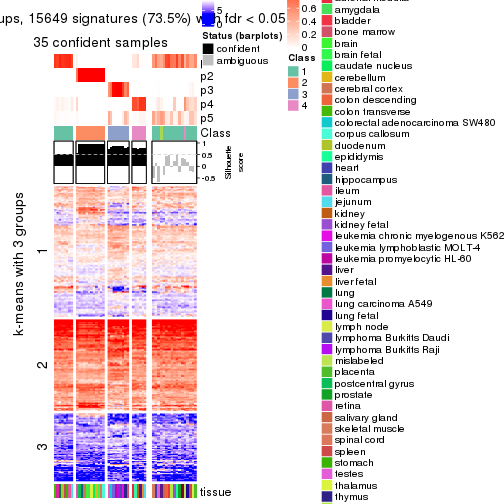 ups, 15649 signatures (73.5%) with fdr < 0.05
35 confident samples
p2
p3
p4
p5
Class
1
0.5
0
-0.5
Silhouette
score
k-means with 3 groups
1
2
3
tissue
5
0
Status (barplots)
confident
ambiguous
0.6
0.4
0.2
0
Class
1
2
3
4
amygdala
bladder
bone marrow
brain
brain fetal
caudate nucleus
cerebellum
cerebral cortex
colon descending
colon transverse
colorectal adenocarcinoma SW480
corpus callosum
duodenum
epididymis
heart
hippocampus
ileum
jejunum
kidney
kidney fetal
leukemia chronic myelogenous K562
leukemia lymphoblastic MOLT-4
leukemia promyelocytic HL-60
liver
liver fetal
lung
lung carcinoma A549
lung fetal
lymph node
lymphoma Burkitts Daudi
lymphoma Burkitts Raji
mislabeled
placenta
postcentral gyrus
prostate
retina
salivary gland
skeletal muscle
spinal cord
spleen
stomach
testes
thalamus
thymus